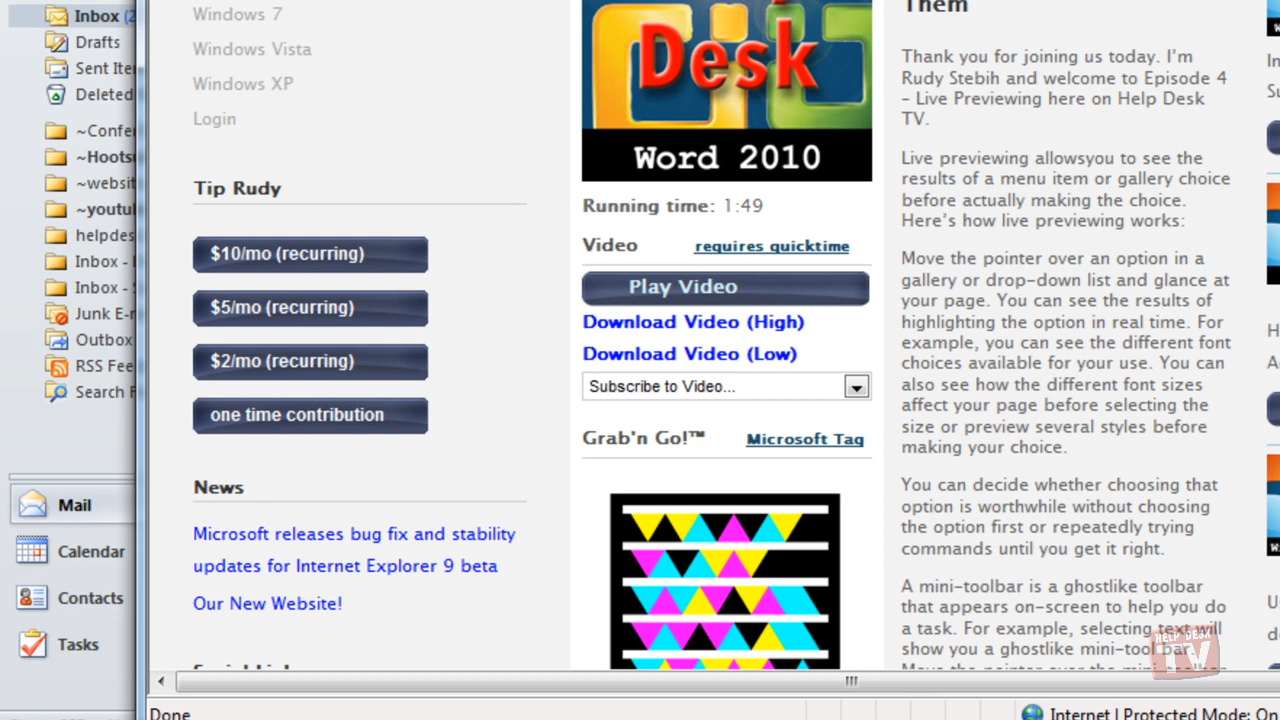 Inbox (2
Drafts
Sent Ite
Deleted
~Confe
~Hoots
~websit
~youtu
helpdes
Inbox -
Inbox -
Junk E-
Outbox
RSS Fee
Search F
Mail
Calendar
Contacts
Tasks
Windows 7
Windows Vista
Windows XP
Login
Tip Rudy
$10/mo (recurring)
$5/mo (recurring)
$2/mo (recurring)
one time contribution
News
Microsoft releases bug fix and stability
updates for Internet Explorer 9 beta
Our New Website!
Desk
Word 2010
Running time: 1:49
Video requires quicktime
Play Video
Download Video (High)
Download Video (Low)
Subscribe to Video...
Grab'n Go!™ Microsoft Tag
Them
Thank you for joining us today. I'm
Rudy Stebih and welcome to Episode 4
– Live Previewing here on Help Desk
TV.
Live previewing allowsyou to see the
results of a menu item or gallery choice
before actually making the choice.
Here's how live previewing works:
Move the pointer over an option in a
gallery or drop-down list and glance at
your page. You can see the results of
highlighting the option in real time. For
example, you can see the different font
choices available for your use. You can
also see how the different font sizes
affect your page before selecting the
size or preview several styles before
making your choice.
You can decide whether choosing that
option is worthwhile without choosing
the option first or repeatedly trying
commands until you get it right.
A mini-toolbar is a ghostlike toolbar
that appears on-screen to help you do
a task. For example, selecting text will
show you a ghostlike mini-tool bar.
Move the pointer over the mini-toolbar
HELP DESK
TV
Done
Internet | Protected Mode: On